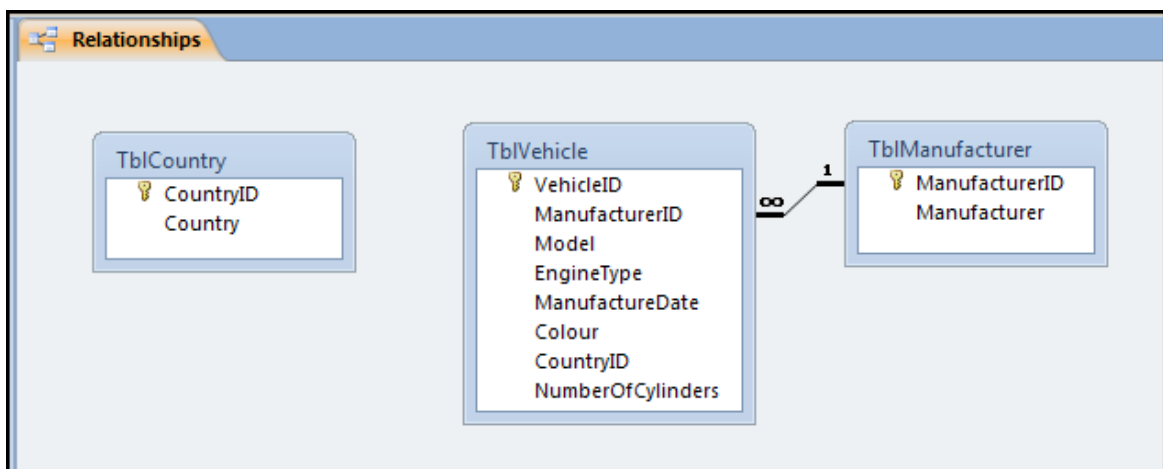 Relationships
TblCountry
CountryID
Country
TblVehicle
VehicleID
ManufacturerID
Model
EngineType
ManufactureDate
Colour
CountryID
NumberOfCylinders
∞
1
TblManufacturer
ManufacturerID
Manufacturer